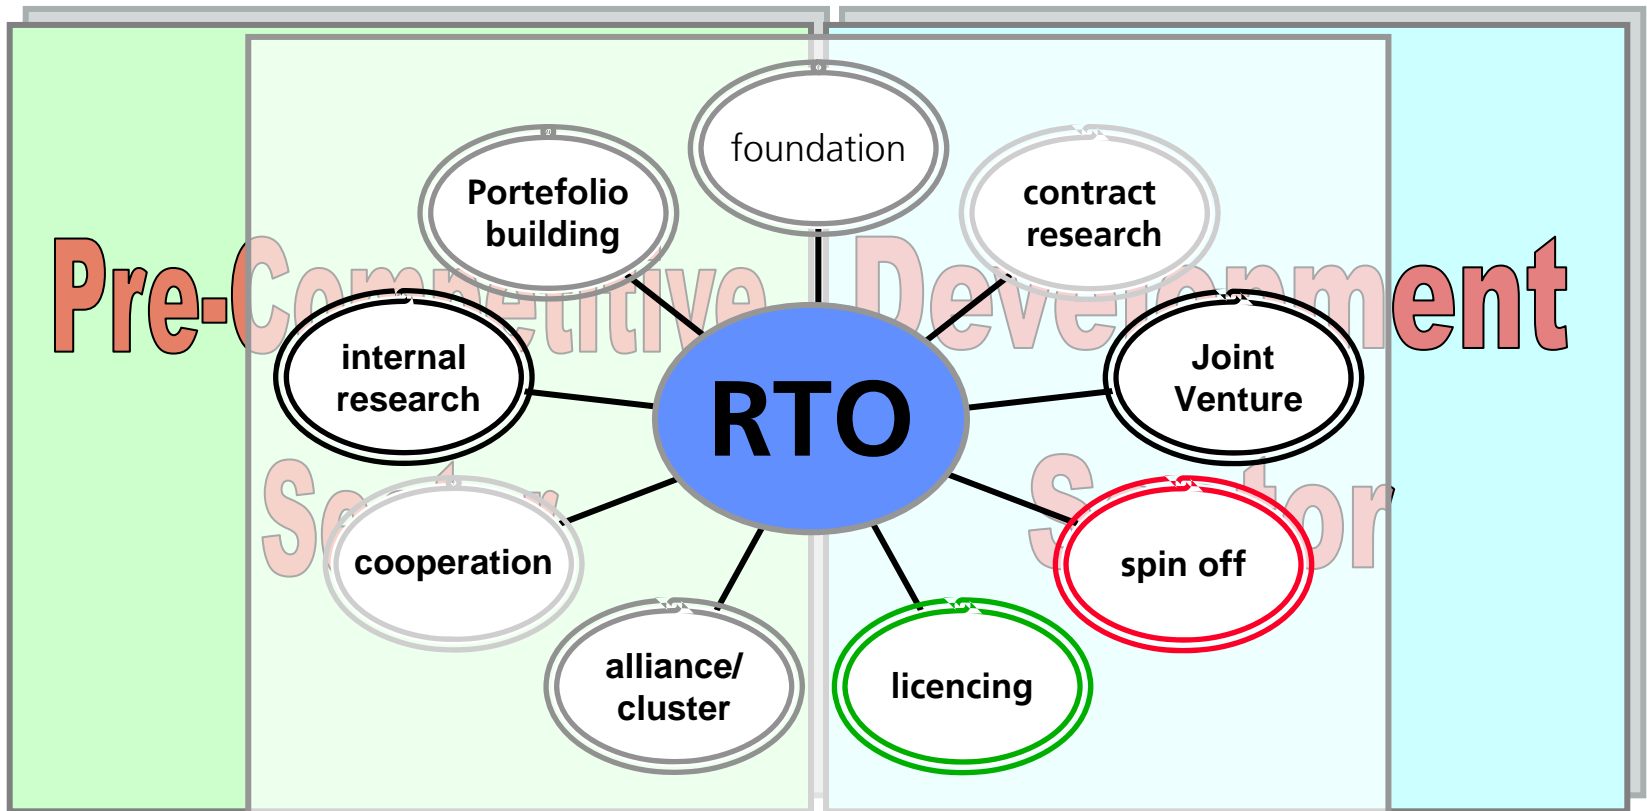 foundation
Portefolio
building
contract
research
Pre-Competitive
Development
internal
research
RTO
Joint
Venture
Sector
Sector
cooperation
spin off
alliance/
cluster
licencing